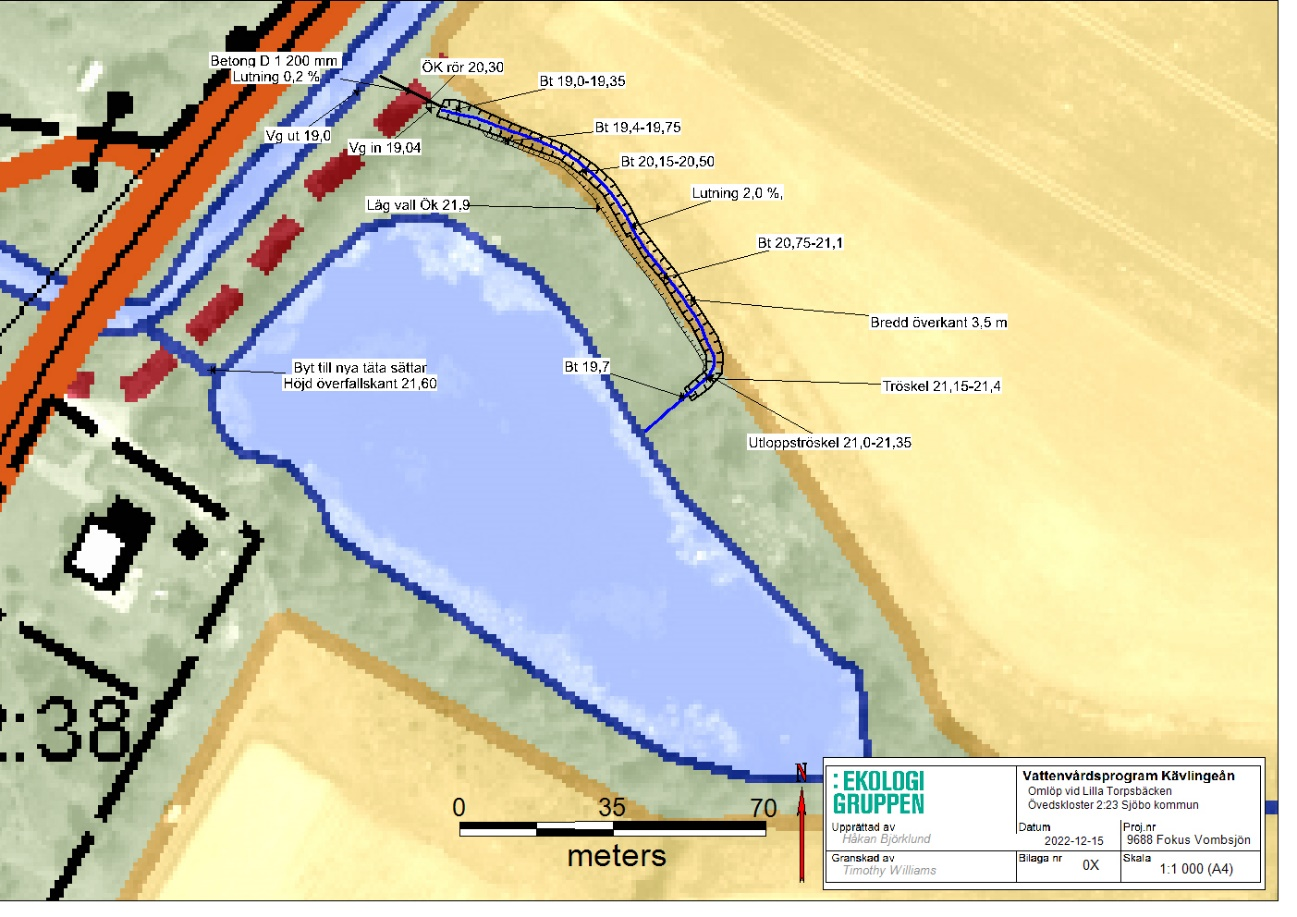 Betong D 1 200 mm
Lutning 0,2 %
ÖK rör 20,30
Bt 19,0-19,35
Vg ut 19,0
Vg in 19,04
Bt 19,4-19,75
Bt 20,15-20,50
Låg vall Ök 21,9
Lutning 2,0 %,
Bt 20,75-21,1
Bredd överkant 3,5 m
Byt till nya täta sättar
Höjd överfallskant 21,60
Bt 19,7
Tröskel 21,15-21,4
Utloppströskel 21,0-21,35
:38
0 35 70
meters
N
:EKOLOGI
GRUPPEN
Vattenvårdsprogram Kävlingeån
Omlöp vid Lilla Torpsbäcken
Övedskloster 2:23 Sjöbo kommun
Upprättad av
Håkan Björklund
Datum
2022-12-15
Proj.nr
9688 Fokus Vombsjön
Granskad av
Timothy Williams
Bilaga nr
0X
Skala
1:1 000 (A4)